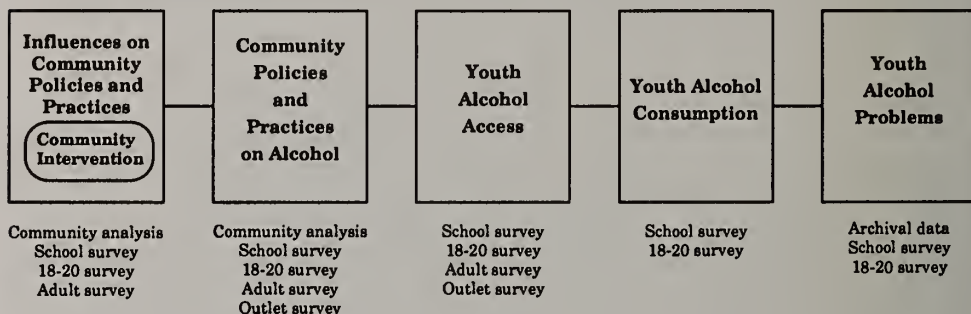 Influences on
Community
Policies and
Practices
Community
Intervention
Community
Policies
and
Practices
on Alcohol
Youth
Alcohol
Access
Youth Alcohol
Consumption
Youth
Alcohol
Problems
Community analysis
School survey
18-20 survey
Adult survey
Community analysis
School survey
18-20 survey
Adult survey
Outlet survey
School survey
18-20 survey
Adult survey
Outlet survey
School survey
18-20 survey
Archival data
School survey
18-20 survey